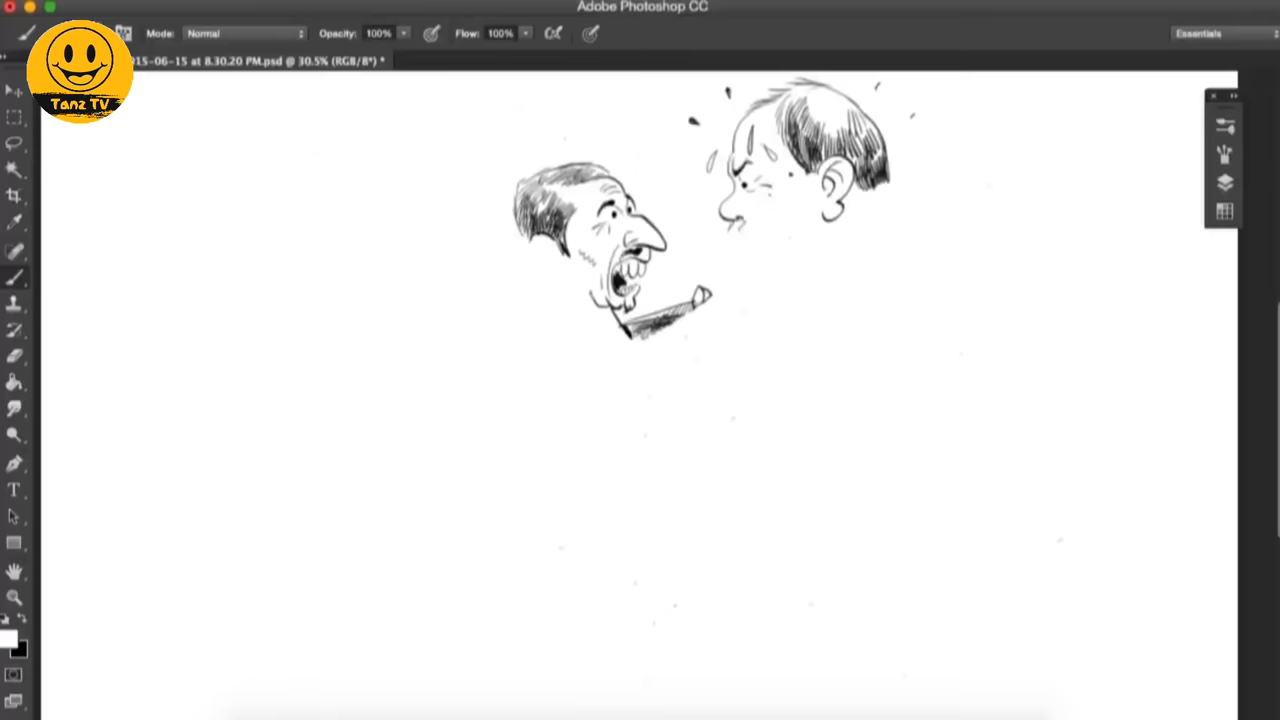 Adobe Photoshop CC
Mode: Normal Opacity: 100% Flow: 100% Essentials
015-06-15 at 8.30.20 PM.psd @ 30.5% (RGB/8*) *
Tanz TV